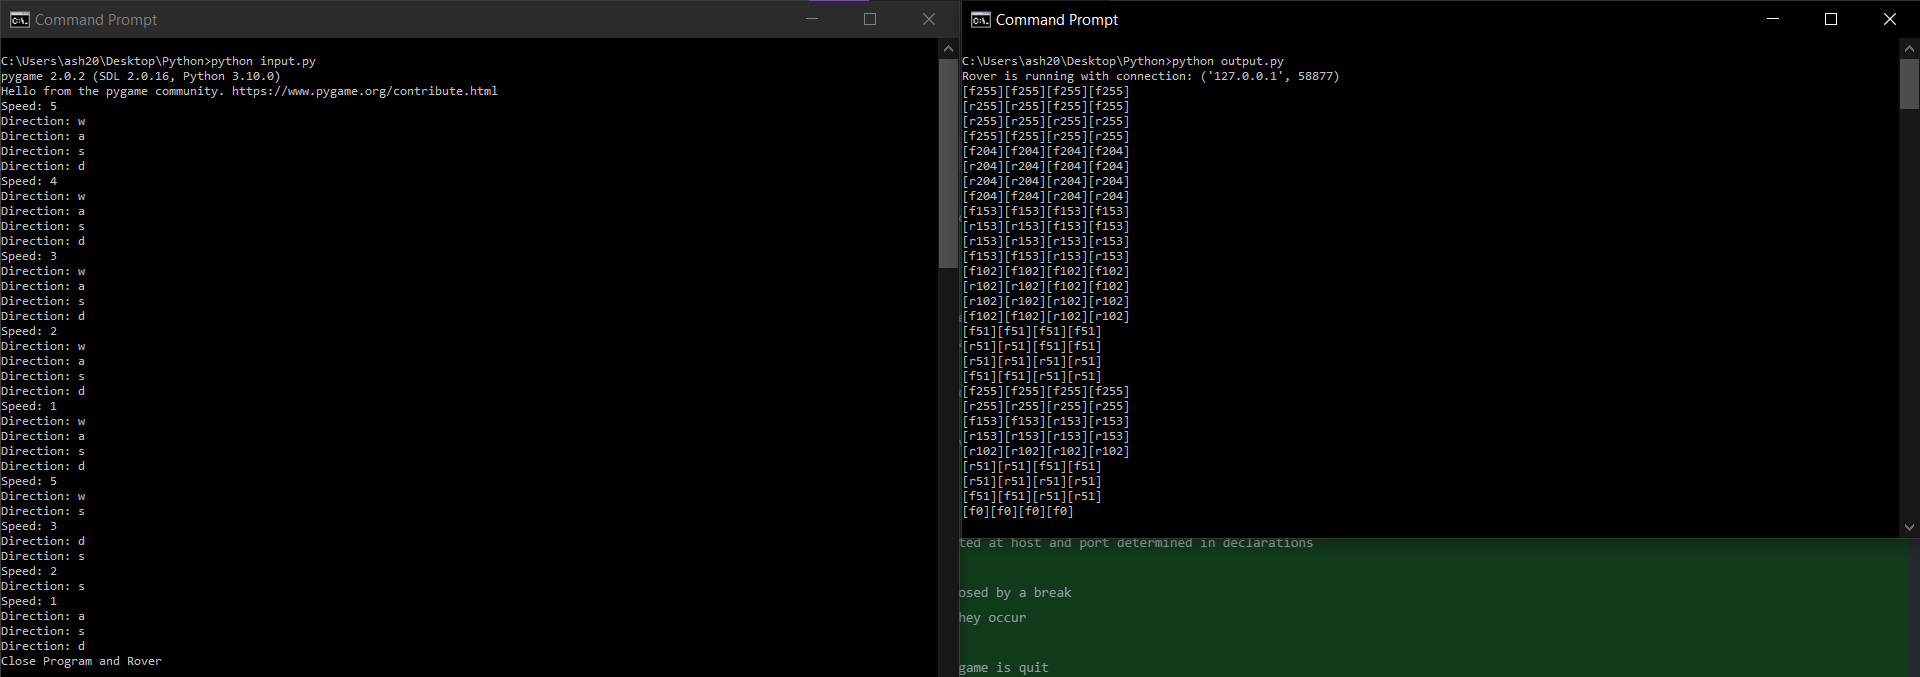 Command Prompt
C:\Users\ash20\Desktop\Python>python input.py
pygame 2.0.2 (SDL 2.0.16, Python 3.10.0)
Hello from the pygame community. https://www.pygame.org/contribute.html
Speed: 5
Direction: w
Direction: a
Direction: s
Direction: d
Speed: 4
Direction: w
Direction: a
Direction: s
Direction: d
Speed: 3
Direction: w
Direction: a
Direction: s
Direction: d
Speed: 2
Direction: w
Direction: a
Direction: s
Direction: d
Speed: 1
Direction: w
Direction: a
Direction: s
Direction: d
Speed: 5
Direction: w
Direction: s
Speed: 3
Direction: d
Direction: s
Speed: 2
Direction: s
Speed: 1
Direction: a
Direction: s
Direction: d
Close Program and Rover
Command Prompt
C:\Users\ash20\Desktop\Python>python output.py
Rover is running with connection: ('127.0.0.1', 58877)
[f255][f255][f255][f255]
[r255][r255][f255][f255]
[r255][r255][r255][r255]
[f255][f255][r255][r255]
[f204][f204][f204][f204]
[r204][r204][f204][f204]
[r204][r204][r204][r204]
[f204][f204][r204][r204]
[f153][f153][f153][f153]
[r153][r153][f153][f153]
[r153][r153][r153][r153]
[f153][f153][r153][r153]
[f102][f102][f102][f102]
[r102][r102][f102][f102]
[r102][r102][r102][r102]
[f102][f102][r102][r102]
[f51][f51][f51][f51]
[r51][r51][f51][f51]
[r51][r51][r51][r51]
[f51][f51][r51][r51]
[f255][f255][f255][f255]
[r255][r255][r255][r255]
[f153][f153][r153][r153]
[r153][r153][r153][r153]
[r102][r102][r102][r102]
[r51][r51][f51][f51]
[r51][r51][r51][r51]
[f51][f51][r51][r51]
[f0][f0][f0][f0]
ted at host and port determined in declarations
osed by a break
hey occur
game is quit